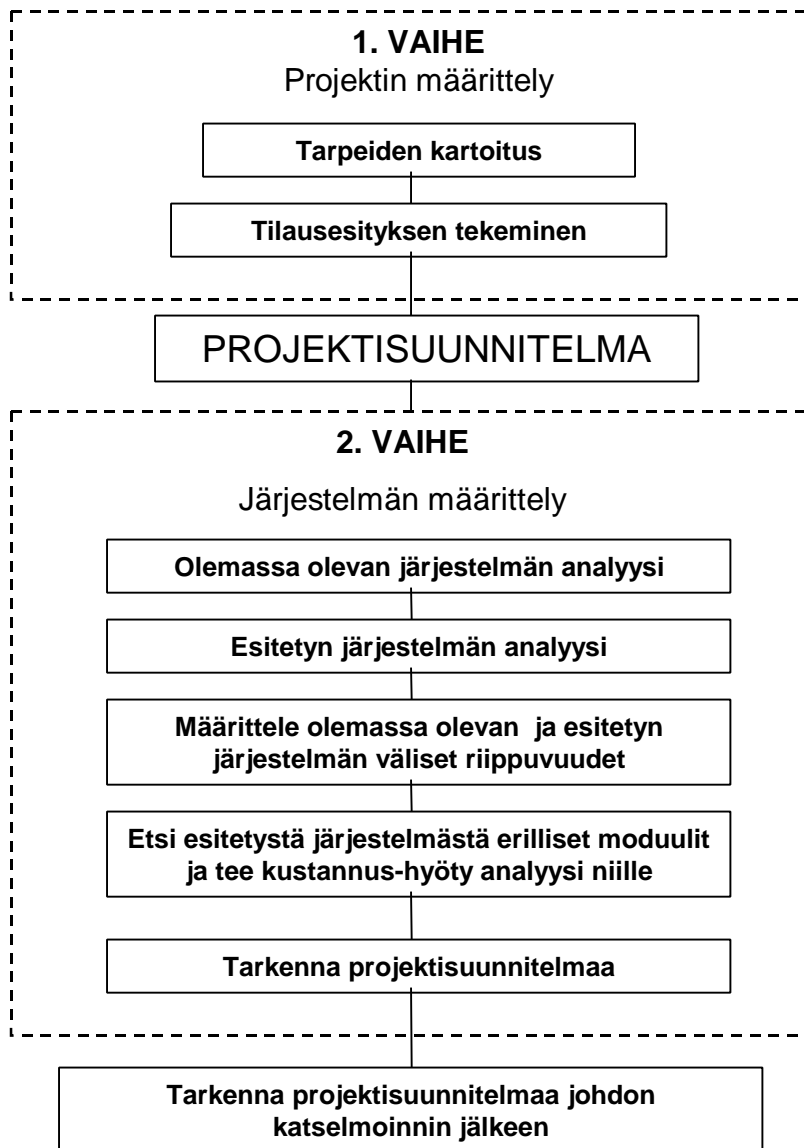 1. VAIHE
Projektin määrittely
Tarpeiden kartoitus
Tilausesityksen tekeminen
PROJEKTISUUNNITELMA
2. VAIHE
Järjestelmän määrittely
Olemassa olevan järjestelmän analyysi
Esitetyn järjestelmän analyysi
Määrittele olemassa olevan ja esitetyn
järjestelmän väliset riippuvuudet
Etsi esitetystä järjestelmästä erilliset moduulit
ja tee kustannus-hyöty analyysi niille
Tarkenna projektisuunnitelmaa
Tarkenna projektisuunnitelmaa johdon
katselmoinnin jälkeen